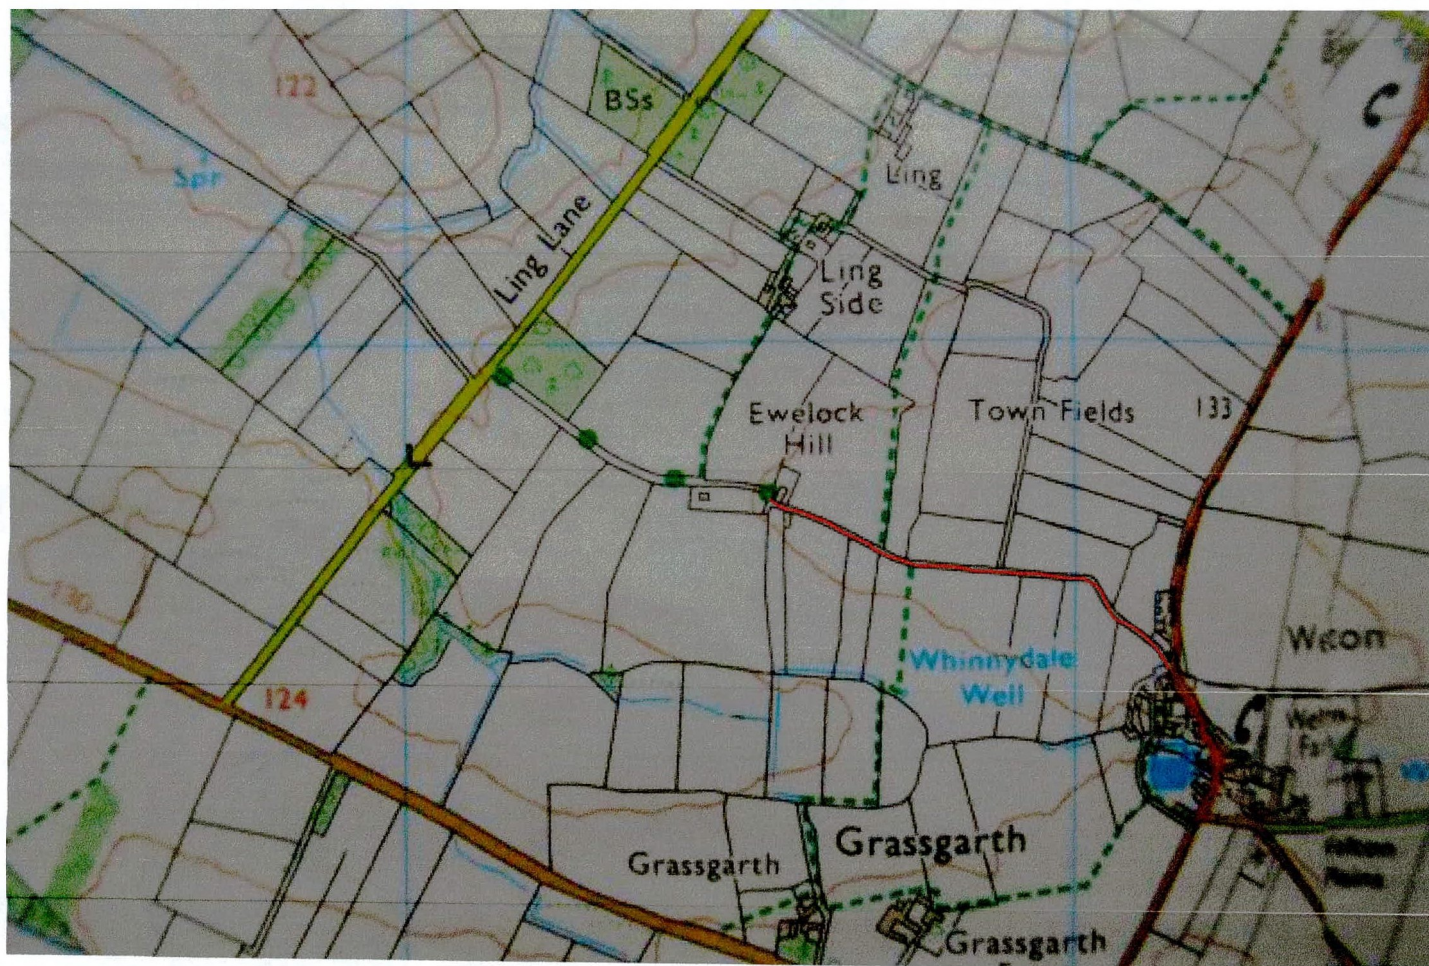 122
BSs
Spr
Ling
Ling Lane
Ling
Side
Ewelock
Hill
Town Fields
133
130
124
Whinnydale
Well
Grassgarth
Grassgarth
Grassgarth